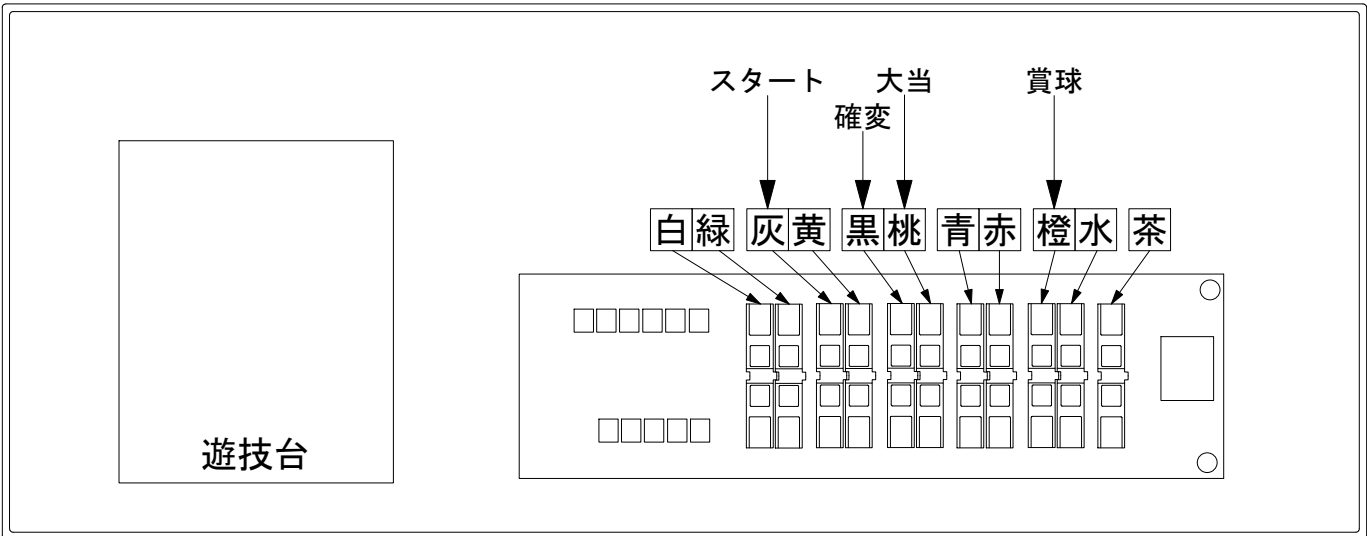 スタート
大当
賞球
確変
白緑 灰黄 黒桃 青赤 橙水 茶
遊技台